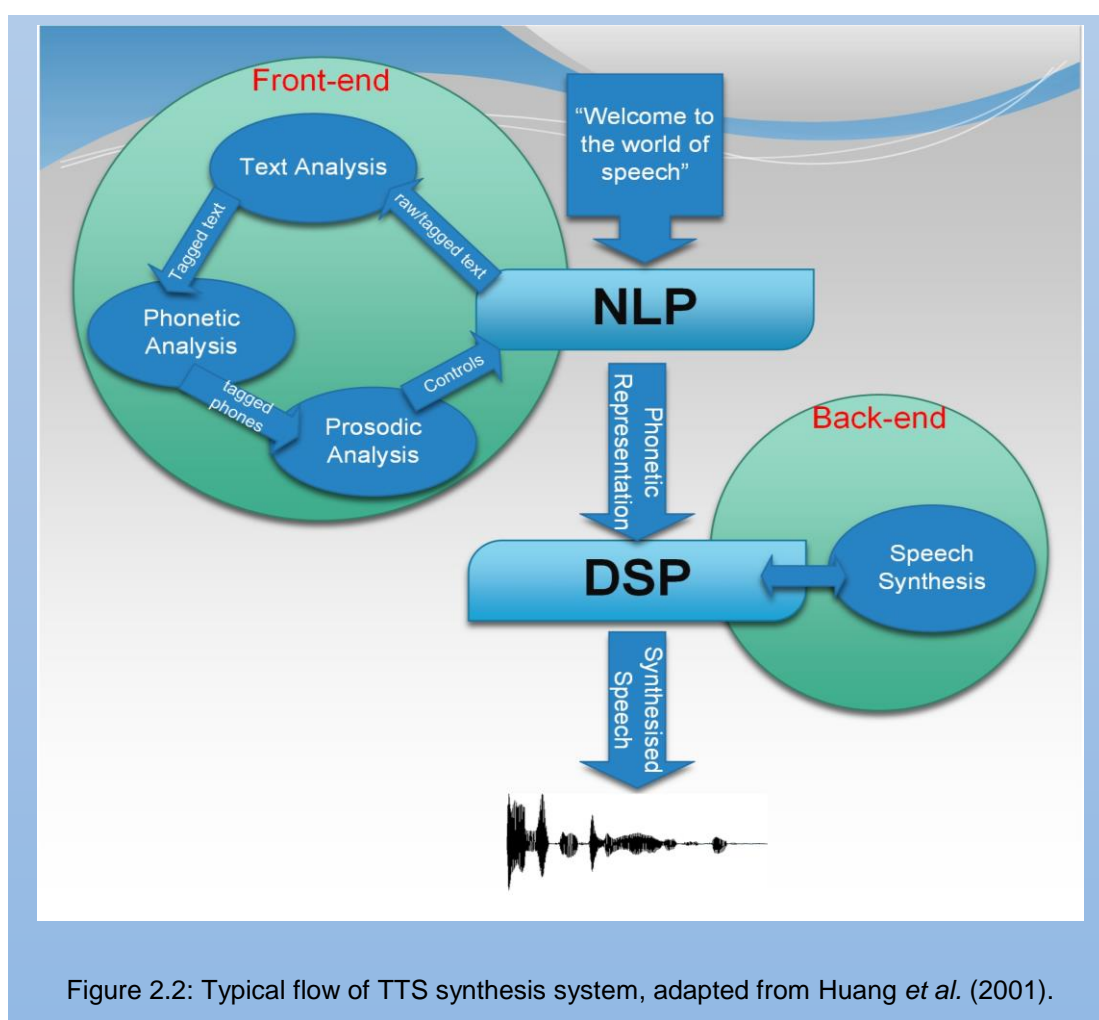 Front-end
Text Analysis
raw/tagged text
Tagged text
Phonetic
Analysis
tagged
phones
Prosodic
Analysis
Controls
“Welcome to
the world of
speech”
NLP
Phonetic
Representation
Back-end
DSP
Speech
Synthesis
Synthesised
Speech
Figure 2.2: Typical flow of TTS synthesis system, adapted from Huang et al. (2001).